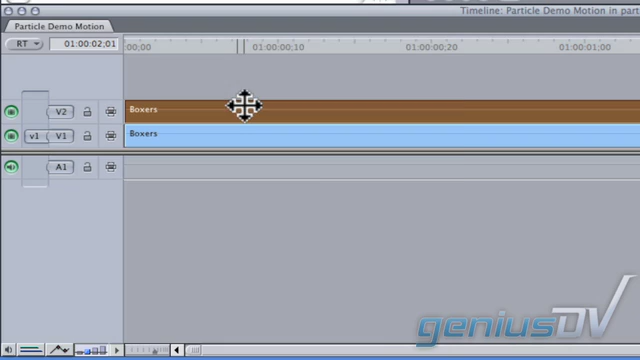 Timeline: Particle Demo Motion in part
Particle Demo Motion
RT 01:00:02;01 00;00 01:00:00;10 01:00:00;20 01:00:01;00
V2 Boxers
v1 V1 Boxers
A1
geniusDV